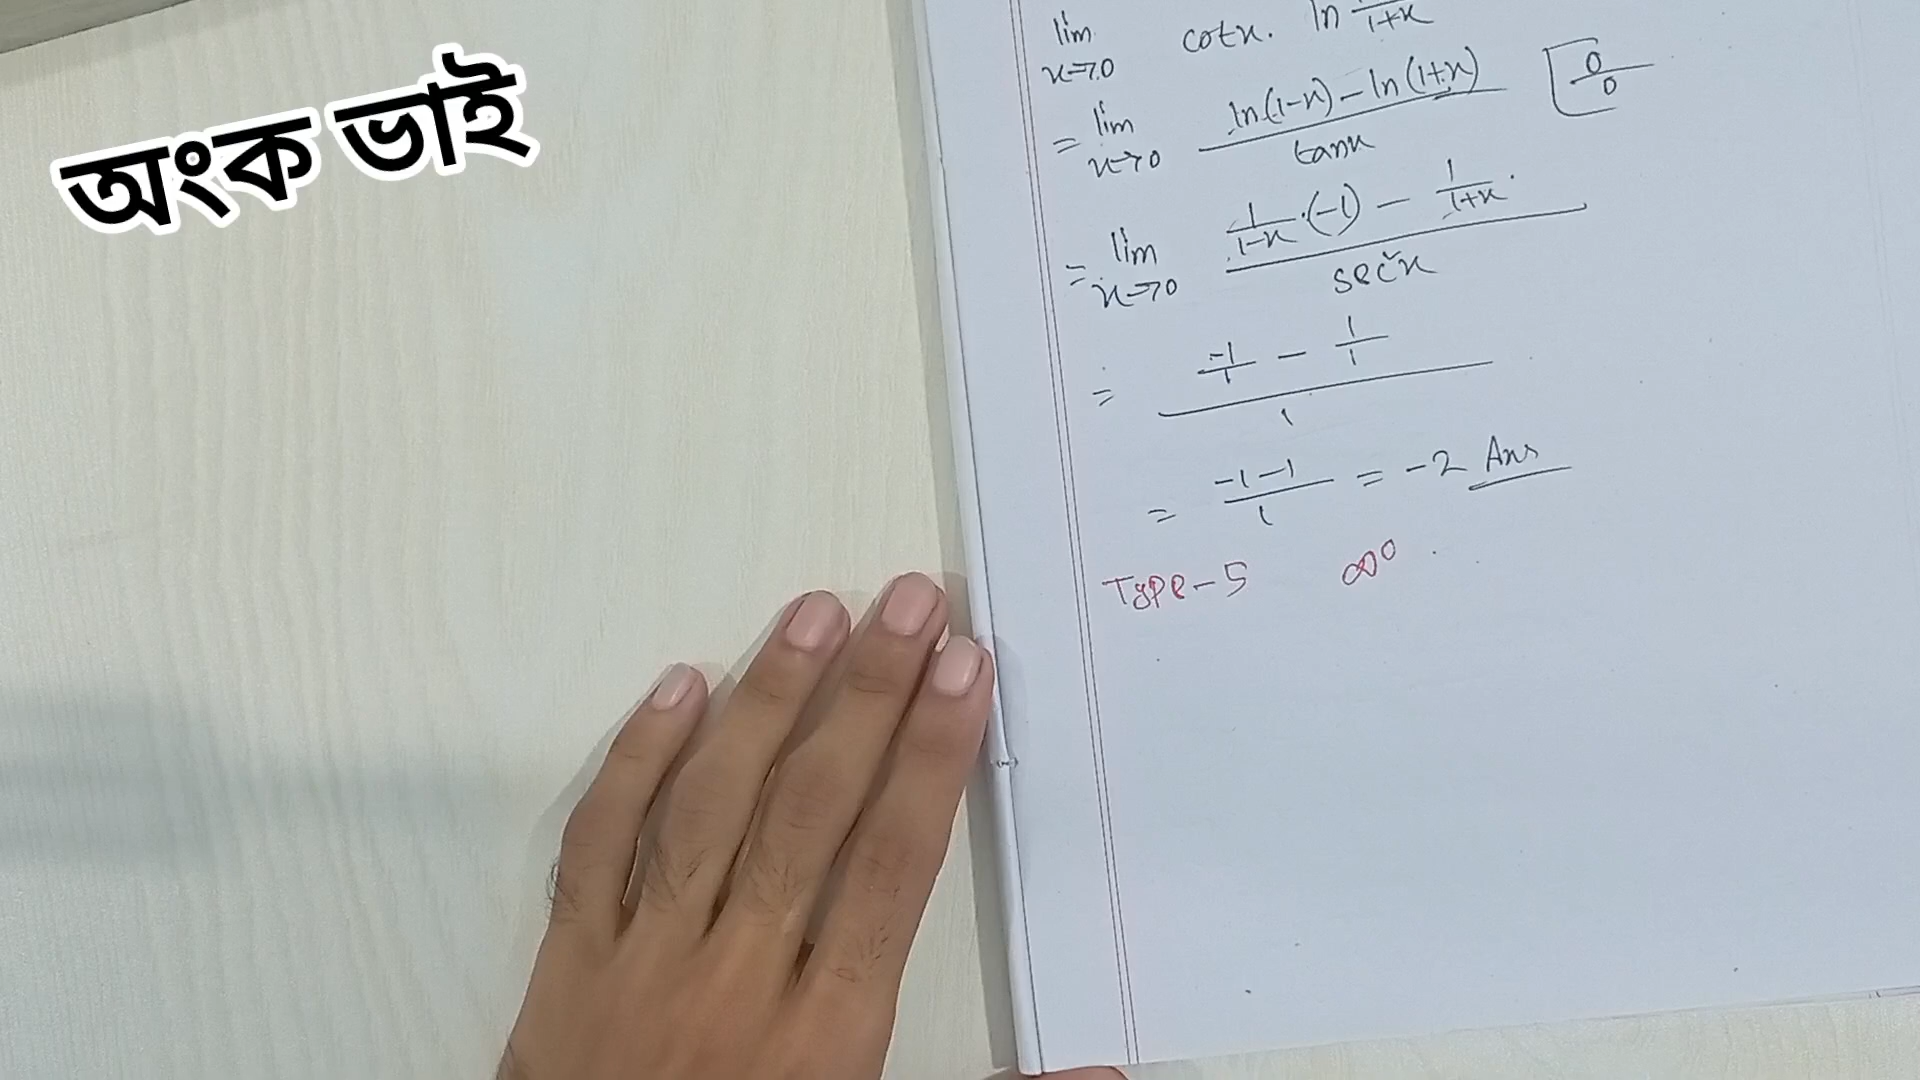 অংক ভাই
lim x→0 cotx. ln 1+x
= lim x→0 ln(1-x) - ln(1+x) / tanx [0/0
= lim x→0 1/1-x .(-1) - 1/1+x / sec²x
= -1/1 - 1/1 / 1
= -1-1 / 1 = -2 Ans
Type-5 ∞⁰